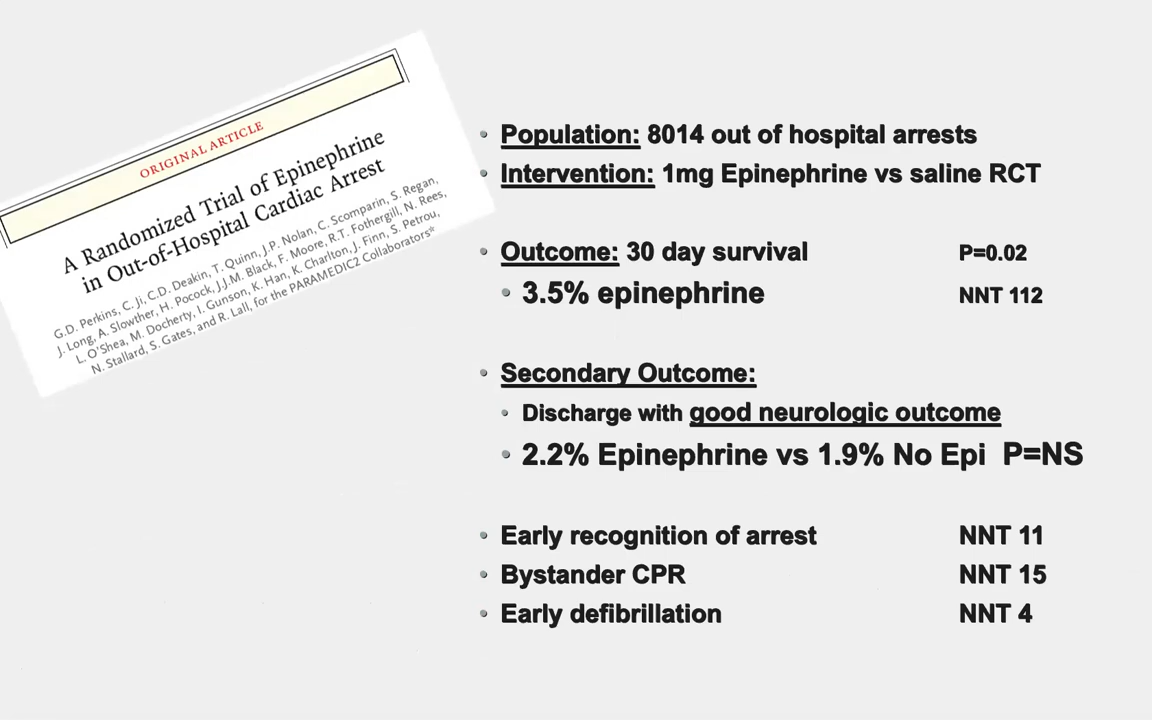 ORIGINAL ARTICLE
A Randomized Trial of Epinephrine
in Out-of-Hospital Cardiac Arrest
G.D. Perkins, C. Ji, C.D. Deakin, T. Quinn, J.P. Nolan, C. Scomparin, S. Regan,
J. Long, A. Slowther, H. Pocock, J.J.M. Black, F. Moore, R.T. Fothergill, N. Rees,
L. O'Shea, M. Docherty, I. Gunson, K. Han, K. Charlton, J. Finn, S. Petrou,
N. Stallard, S. Gates, and R. Lall, for the PARAMEDIC2 Collaborators*
• Population: 8014 out of hospital arrests
• Intervention: 1mg Epinephrine vs saline RCT
• Outcome: 30 day survival P=0.02
• 3.5% epinephrine NNT 112
• Secondary Outcome:
• Discharge with good neurologic outcome
• 2.2% Epinephrine vs 1.9% No Epi P=NS
• Early recognition of arrest NNT 11
• Bystander CPR NNT 15
• Early defibrillation NNT 4